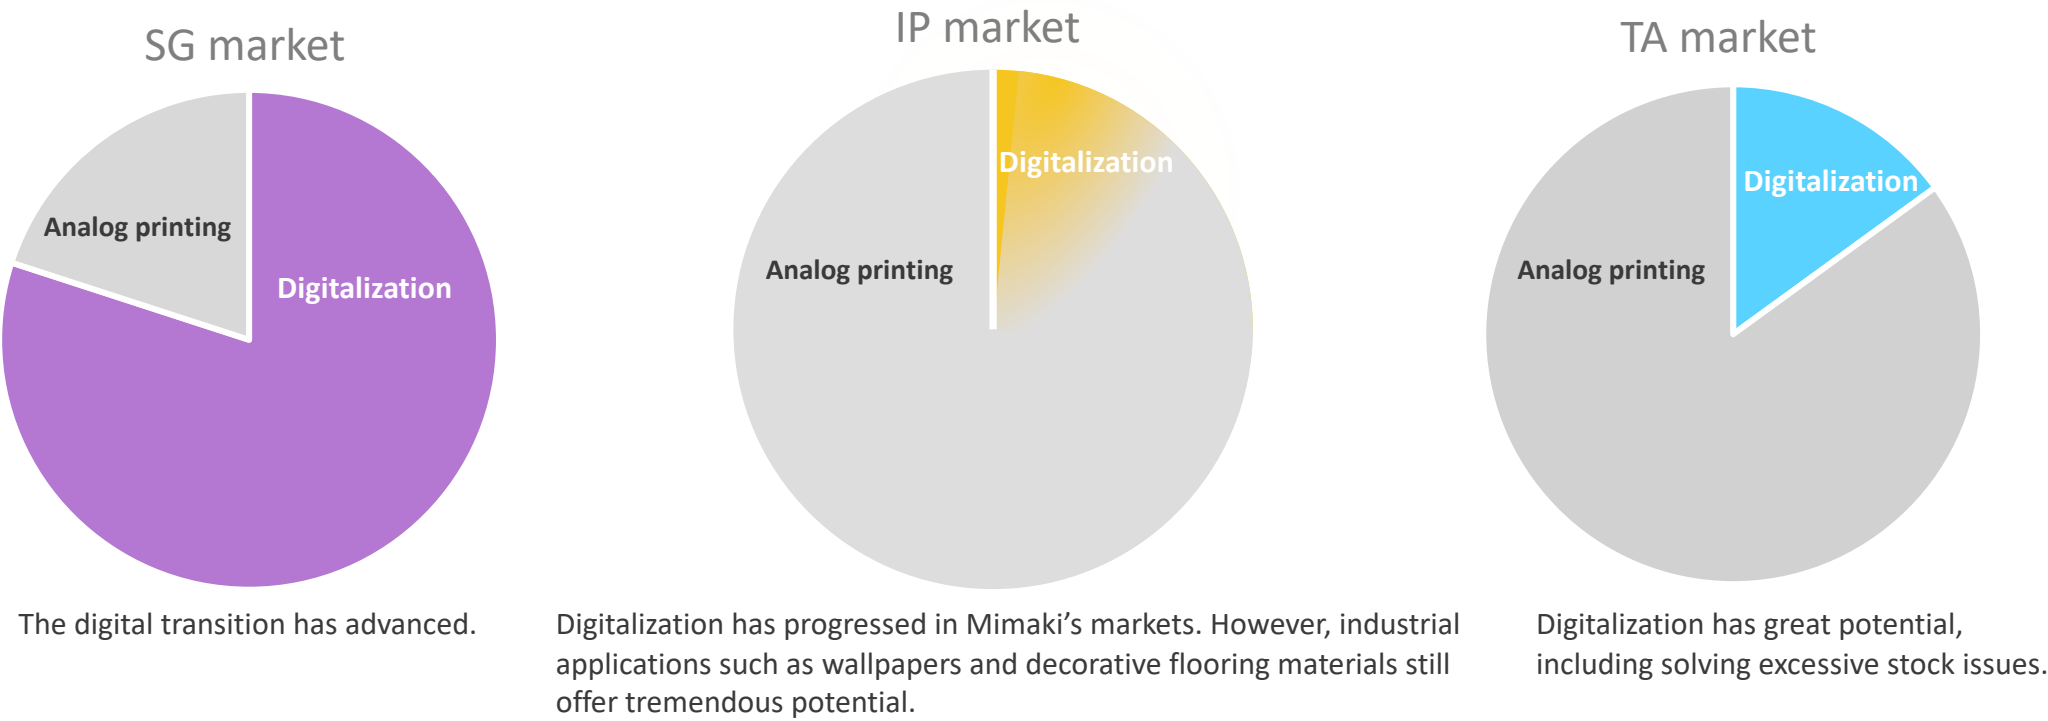 SG market
Analog printing
Digitalization
The digital transition has advanced.
IP market
Digitalization
Analog printing
Digitalization has progressed in Mimaki’s markets. However, industrial
applications such as wallpapers and decorative flooring materials still
offer tremendous potential.
TA market
Digitalization
Analog printing
Digitalization has great potential,
including solving excessive stock issues.